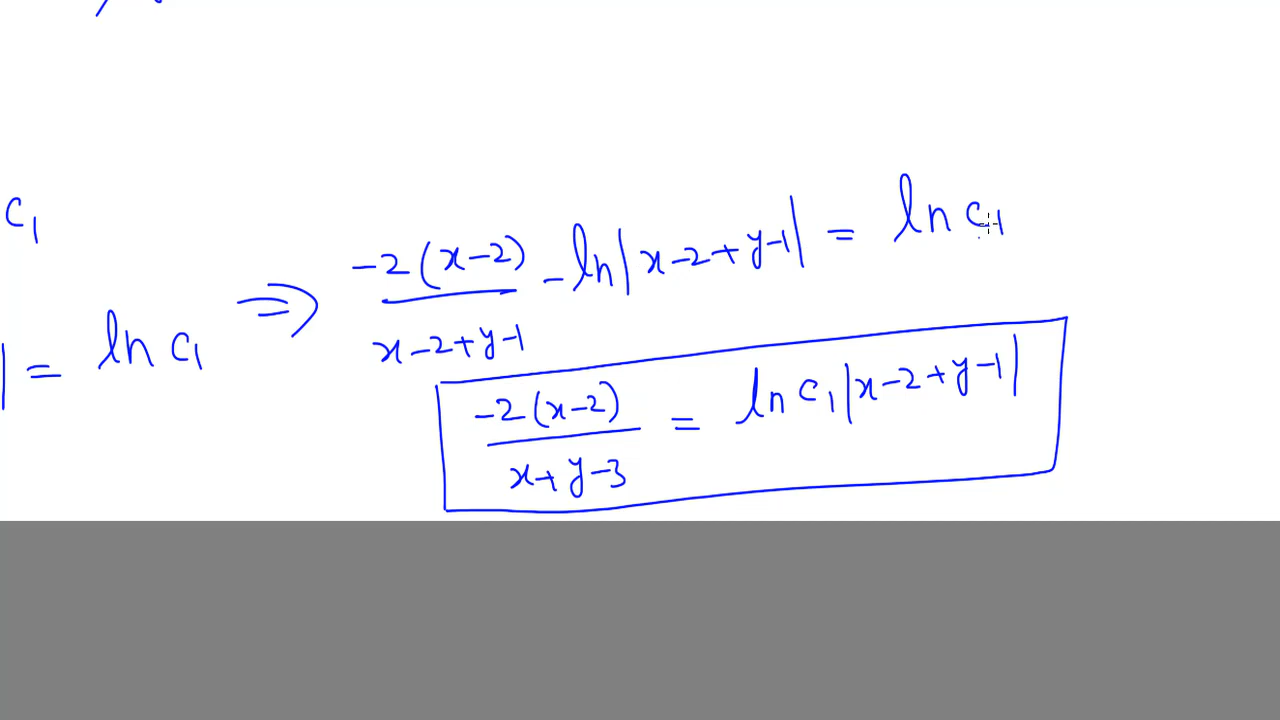 c₁
| = ln c₁ ⇒ -2(x-2)/(x-2+y-1) - ln|x-2+y-1| = ln c₁
-2(x-2)/(x+y-3) = ln c₁|x-2+y-1|